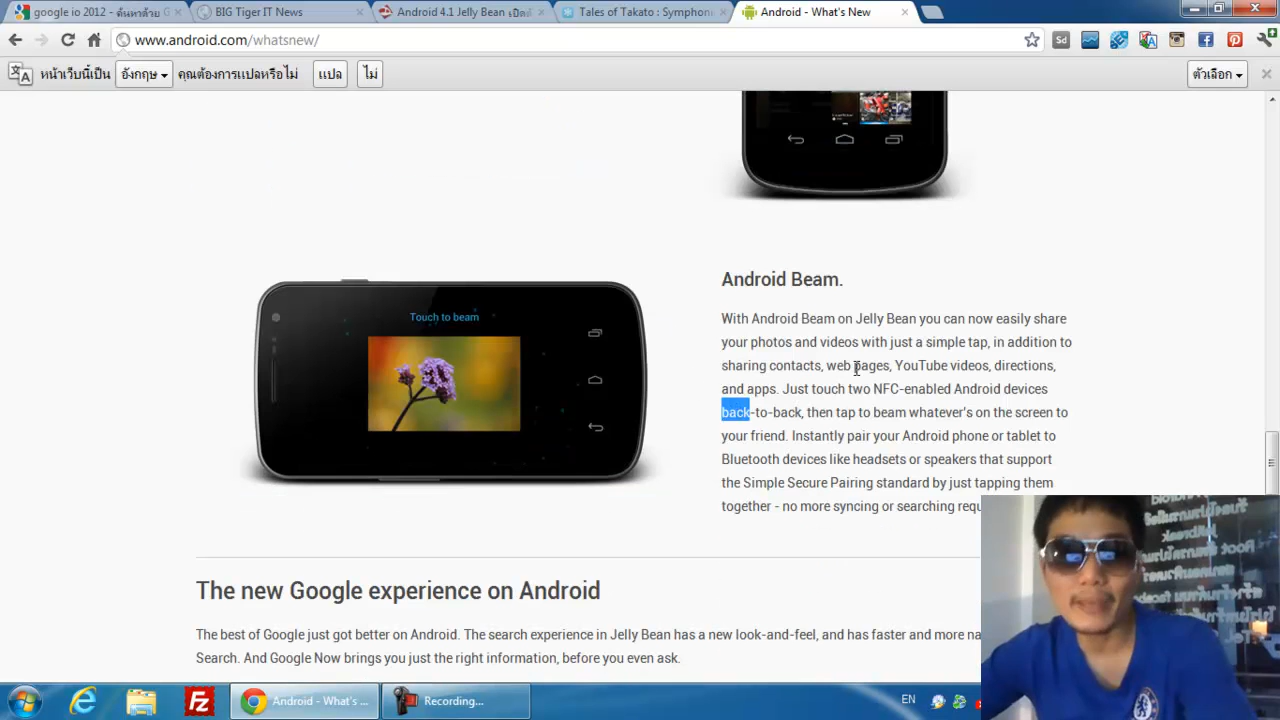 google io 2012 - ค้นหาด้วย G
BIG Tiger IT News
Android 4.1 Jelly Bean เปิดตั
Tales of Takato : Symphon
Android - What's New
www.android.com/whatsnew/
Sd
หน้าเว็บนี้เป็น อังกฤษ คุณต้องการแปลหรือไม่ แปล ไม่ ตัวเลือก
Android Beam.
With Android Beam on Jelly Bean you can now easily share
your photos and videos with just a simple tap, in addition to
sharing contacts, web pages, YouTube videos, directions,
and apps. Just touch two NFC-enabled Android devices
back-to-back, then tap to beam whatever's on the screen to
your friend. Instantly pair your Android phone or tablet to
Bluetooth devices like headsets or speakers that support
the Simple Secure Pairing standard by just tapping them
together - no more syncing or searching requ
Touch to beam
The new Google experience on Android
The best of Google just got better on Android. The search experience in Jelly Bean has a new look-and-feel, and has faster and more na
Search. And Google Now brings you just the right information, before you even ask.
Android - What's ...
Recording...
EN